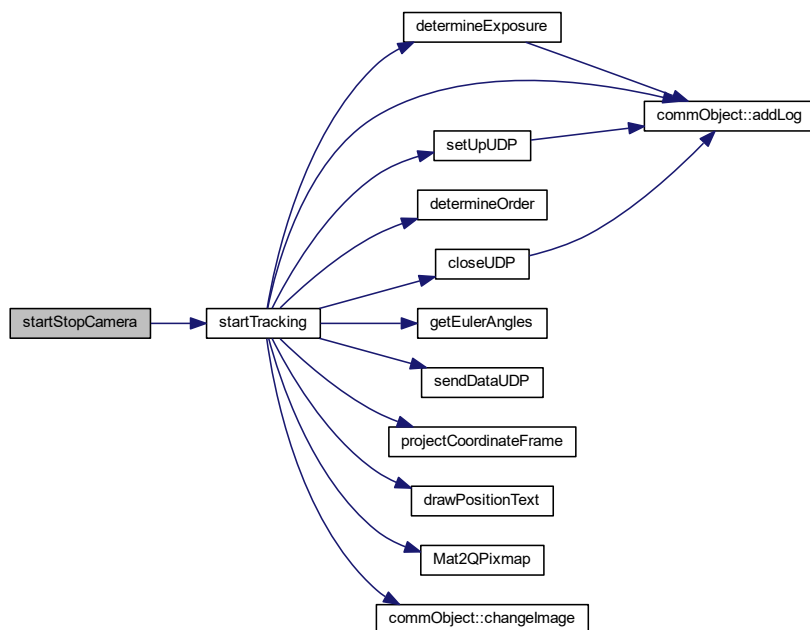 determineExposure
commObject::addLog
setUpUDP
determineOrder
closeUDP
startStopCamera
startTracking
getEulerAngles
sendDataUDP
projectCoordinateFrame
drawPositionText
Mat2QPixmap
commObject::changeImage